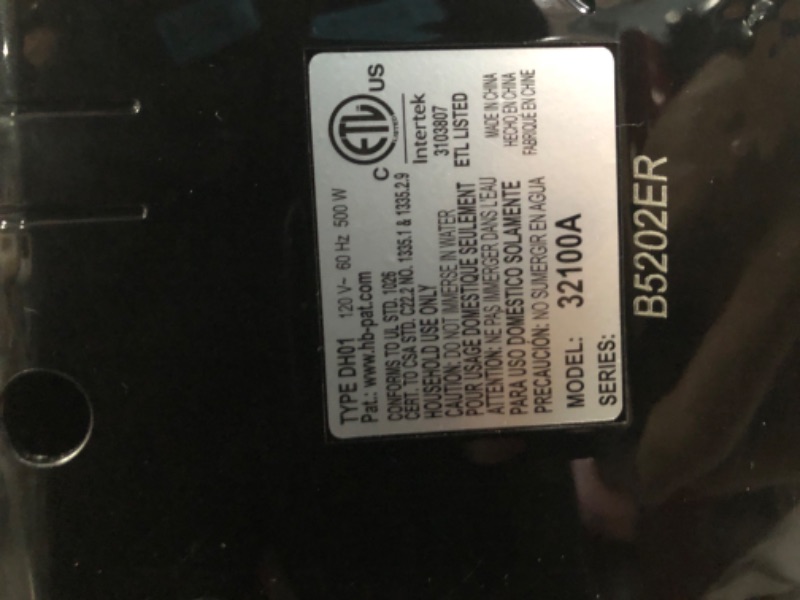 TYPE DH01 120 V~ 60 Hz 500 W
Pat.: www.hb-pat.com
CONFORMS TO UL STD. 1026
CERT. TO CSA STD. C22.2 NO. 1335.1 & 1335.2.9
HOUSEHOLD USE ONLY
CAUTION: DO NOT IMMERSE IN WATER
POUR USAGE DOMESTIQUE SEULEMENT
ATTENTION: NE PAS IMMERGER DANS L'EAU
PARA USO DOMESTICO SOLAMENTE
PRECAUCION: NO SUMERGIR EN AGUA
MODEL: 32100A
SERIES:
C ETL US
Intertek
3103807
ETL LISTED
MADE IN CHINA
HECHO EN CHINA
FABRIQUÉ EN CHINE
B5202ER